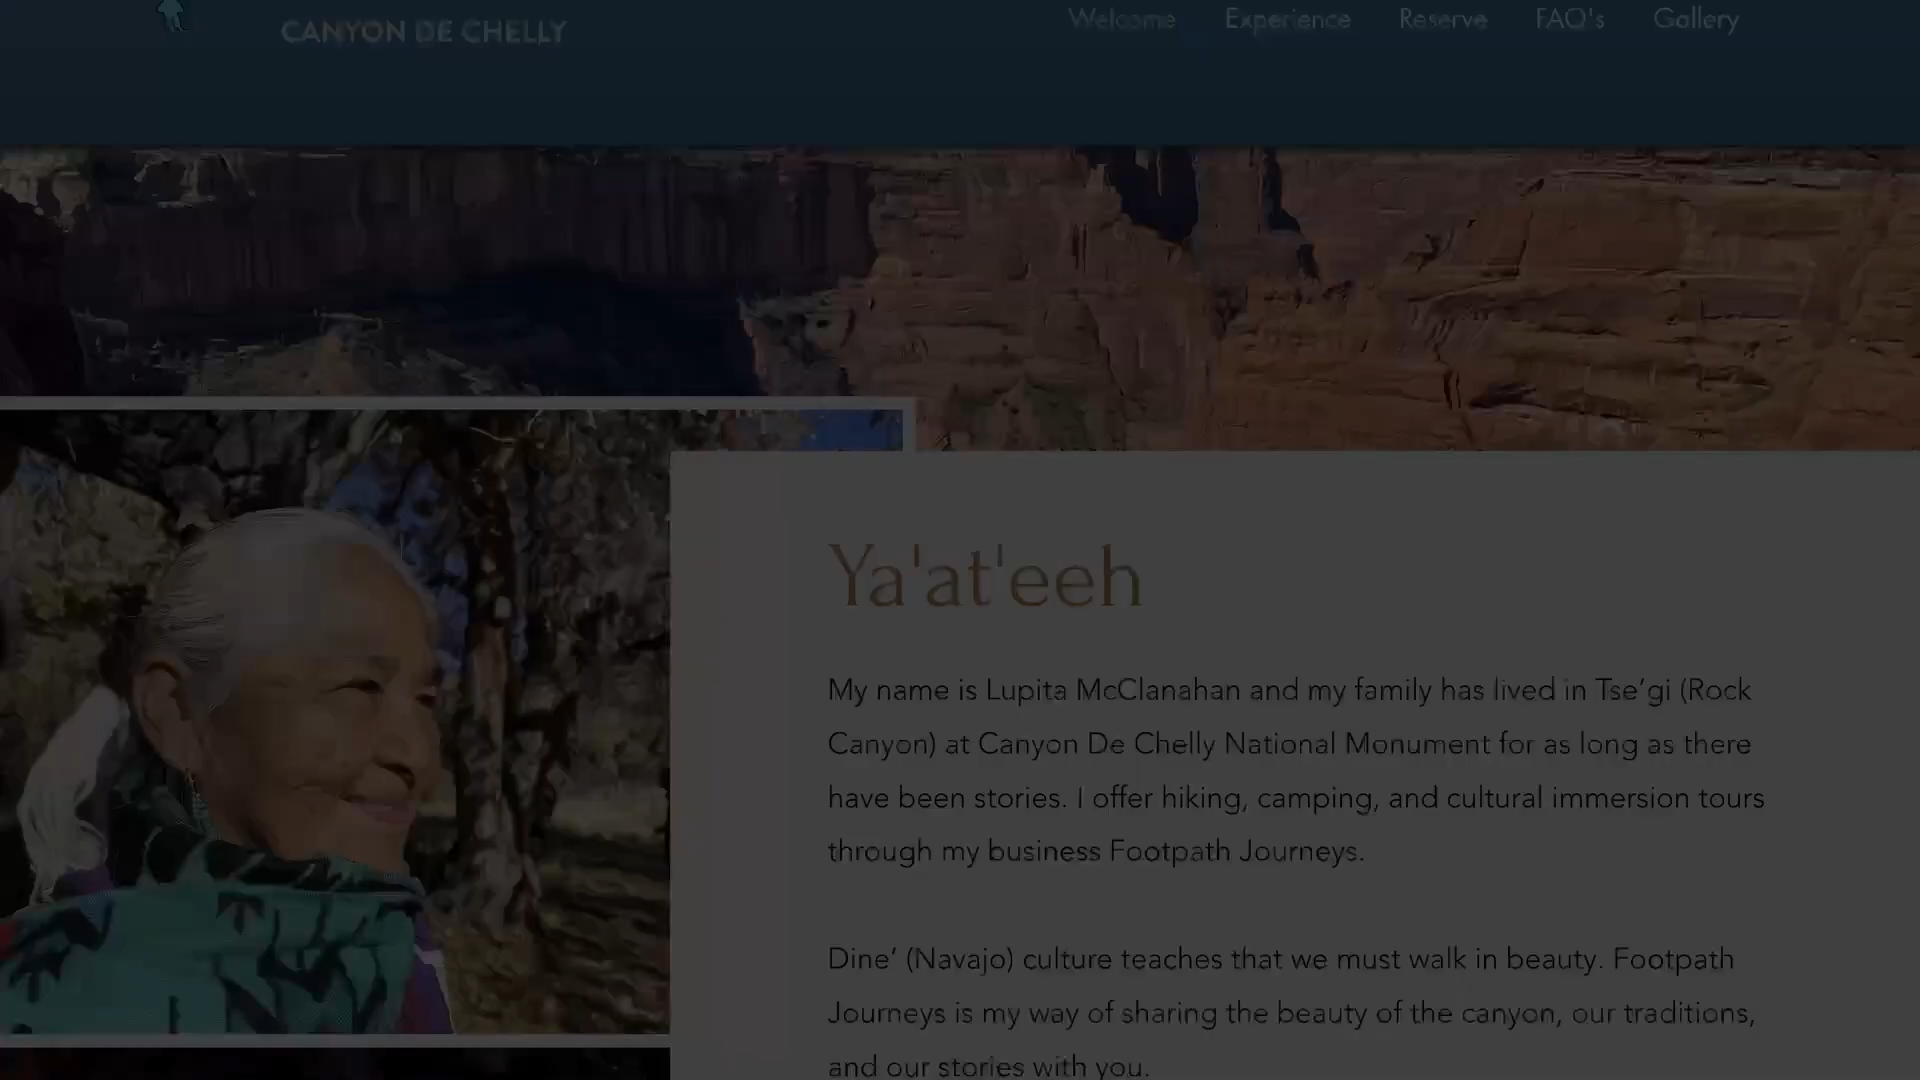 CANYON DE CHELLY
Welcome Experience Reserve FAQ's Gallery
Ya'at'eeh
My name is Lupita McClanahan and my family has lived in Tse’gi (Rock
Canyon) at Canyon De Chelly National Monument for as long as there
have been stories. I offer hiking, camping, and cultural immersion tours
through my business Footpath Journeys.
Dine’ (Navajo) culture teaches that we must walk in beauty. Footpath
Journeys is my way of sharing the beauty of the canyon, our traditions,
and our stories with you.